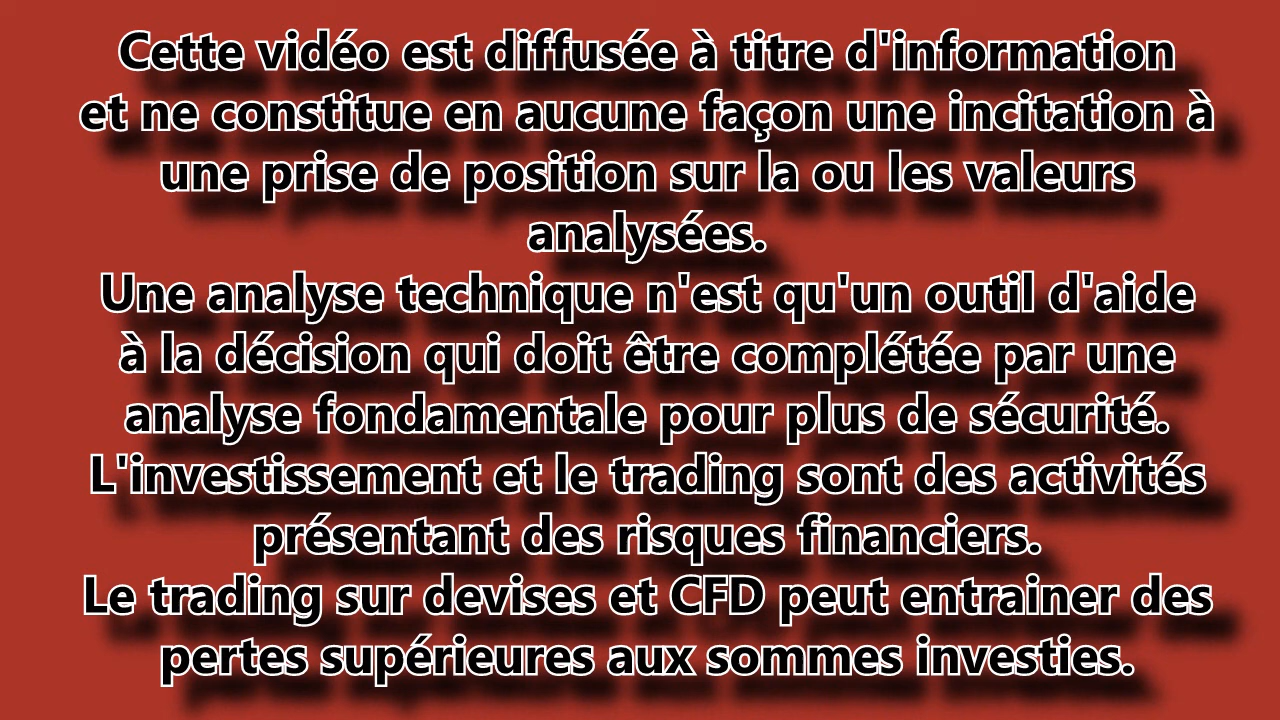 Cette vidéo est diffusée à titre d'information
et ne constitue en aucune façon une incitation à
une prise de position sur la ou les valeurs
analysées.
Une analyse technique n'est qu'un outil d'aide
à la décision qui doit être complétée par une
analyse fondamentale pour plus de sécurité.
L'investissement et le trading sont des activités
présentant des risques financiers.
Le trading sur devises et CFD peut entrainer des
pertes supérieures aux sommes investies.